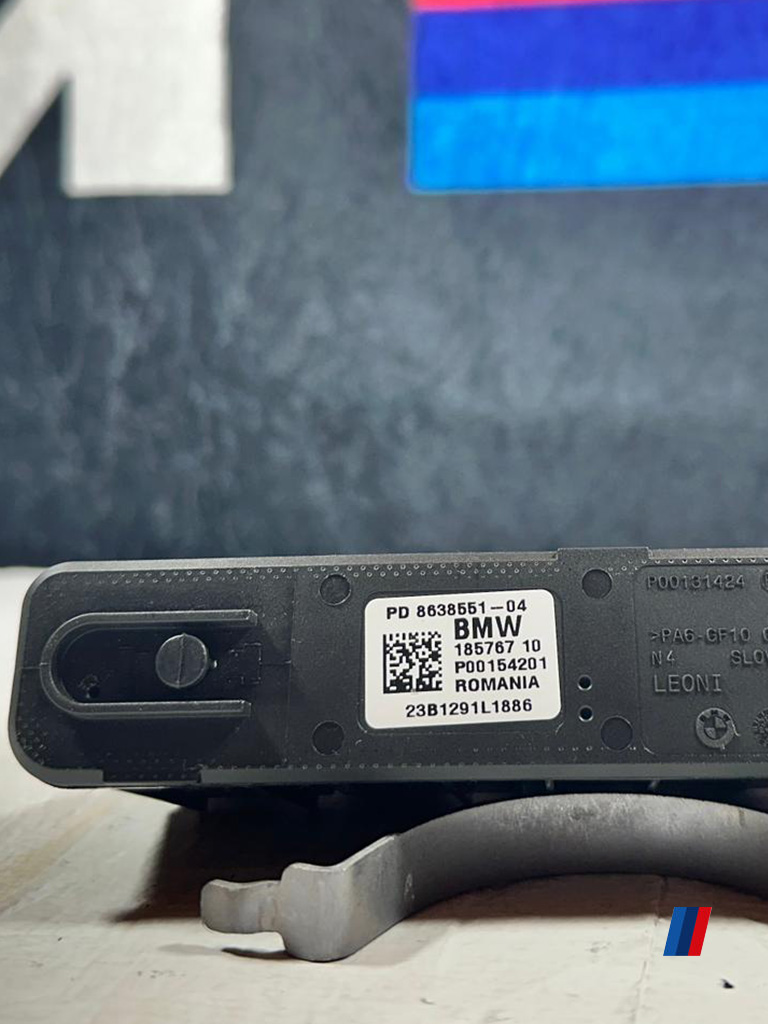 PD 8638551-04
BMW
185767 10
P00154201
ROMANIA
23B1291L1886
P00131424
>PA6-GF10
N4
LEONI